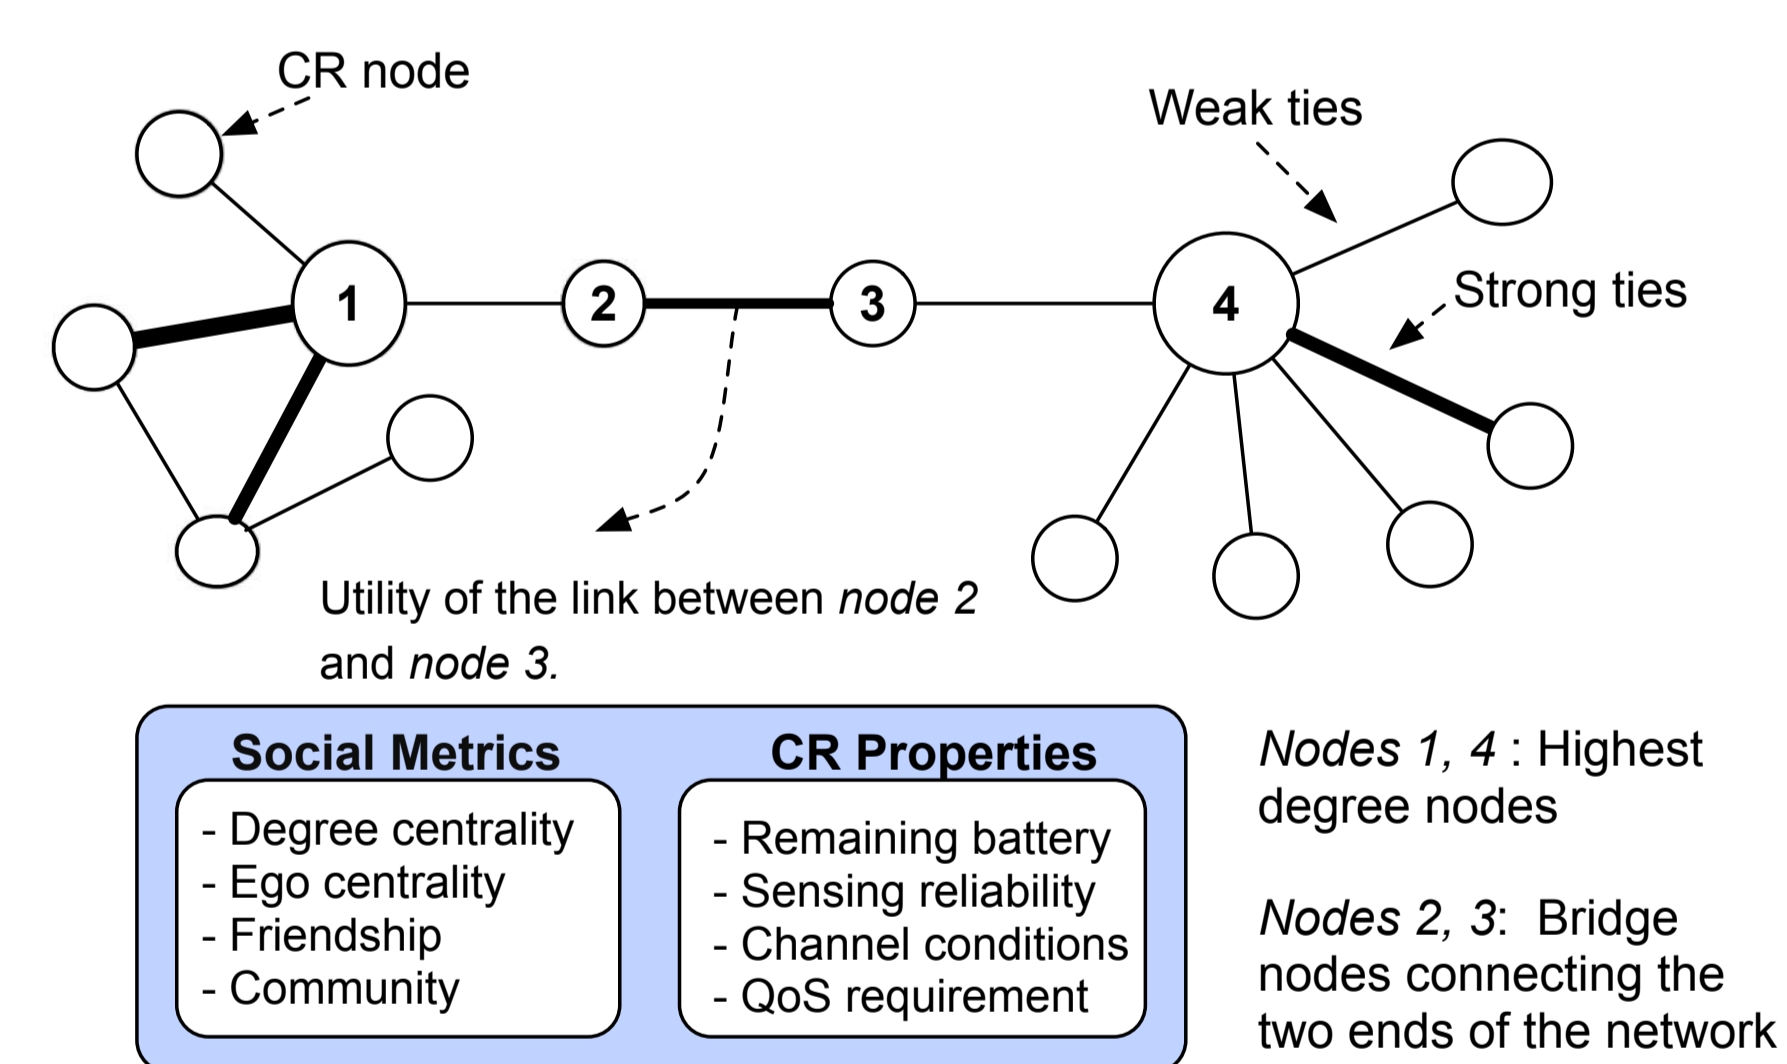 CR node
Weak ties
Strong ties
1
2
3
4
Utility of the link between node 2
and node 3.
Social Metrics
- Degree centrality
- Ego centrality
- Friendship
- Community
CR Properties
- Remaining battery
- Sensing reliability
- Channel conditions
- QoS requirement
Nodes 1, 4 : Highest
degree nodes
Nodes 2, 3: Bridge
nodes connecting the
two ends of the network